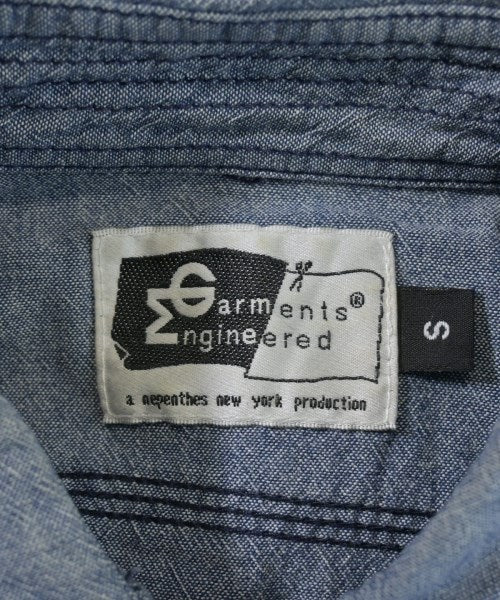 Garments®
Engineered
a nepenthes new york production
S